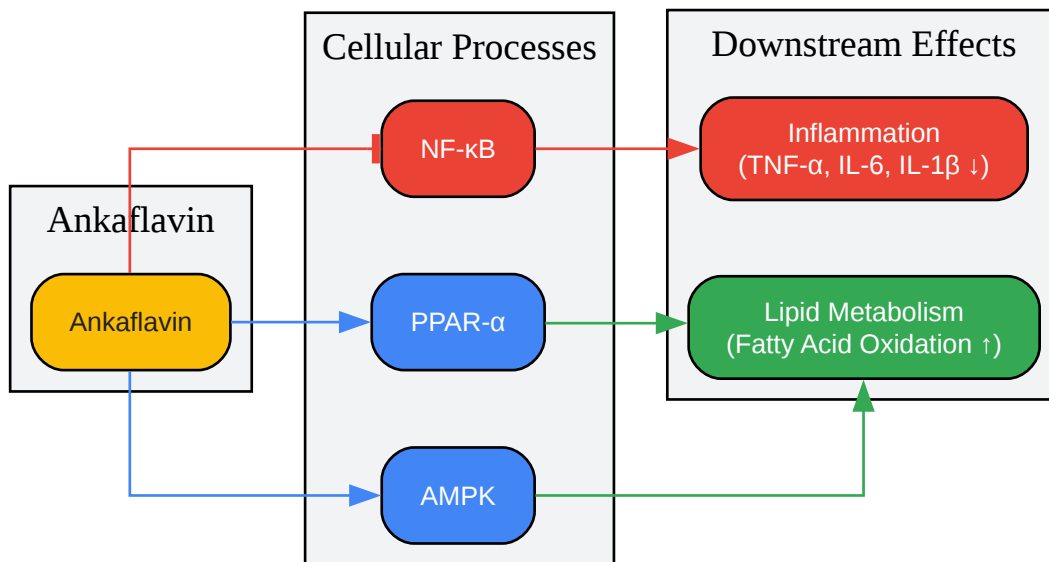 Cellular Processes
Downstream Effects
NF-κB
Inflammation
(TNF-α, IL-6, IL-1β ↓)
Ankaflavin
Ankaflavin
PPAR-α
Lipid Metabolism
(Fatty Acid Oxidation ↑)
AMPK